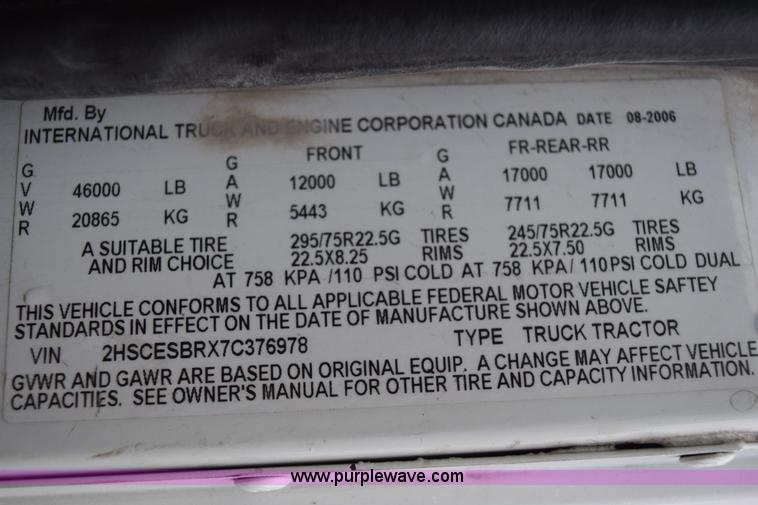 Mfd. By
INTERNATIONAL TRUCK AND ENGINE CORPORATION CANADA DATE 08-2006
GVWR 46000 LB 20865 KG
GAWR FRONT 12000 LB 5443 KG
GAWR FR-REAR-RR 17000 17000 LB 7711 7711 KG
A SUITABLE TIRE 295/75R22.5G TIRES 245/75R22.5G TIRES
AND RIM CHOICE 22.5X8.25 RIMS 22.5X7.50 RIMS
AT 758 KPA /110 PSI COLD AT 758 KPA/ 110PSI COLD DUAL
THIS VEHICLE CONFORMS TO ALL APPLICABLE FEDERAL MOTOR VEHICLE SAFTEY
STANDARDS IN EFFECT ON THE DATE OF MANUFACTURE SHOWN ABOVE.
VIN 2HSCESBRX7C376978 TYPE TRUCK TRACTOR
GVWR AND GAWR ARE BASED ON ORIGINAL EQUIP. A CHANGE MAY AFFECT VEHICLE
CAPACITIES. SEE OWNER'S MANUAL FOR OTHER TIRE AND CAPACITY INFORMATION.
www.purplewave.com